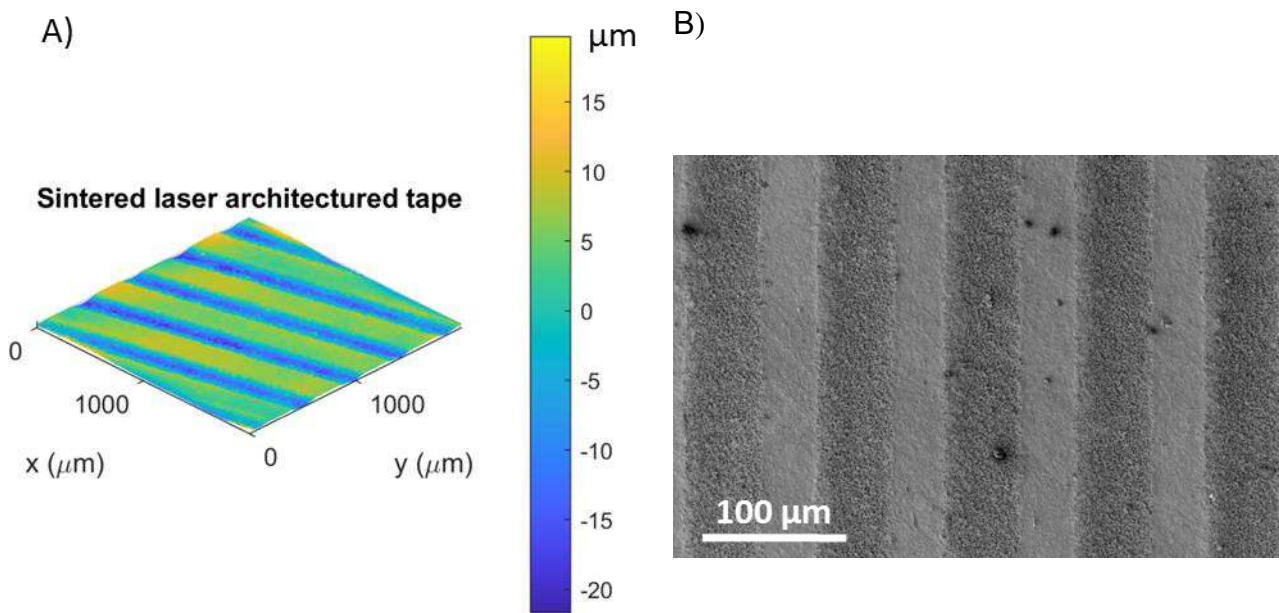 A)
μm
B)
15
10
5
0
-5
-10
-15
-20
Sintered laser architectured tape
0
1000
x (μm)
0
1000
y (μm)
100 μm